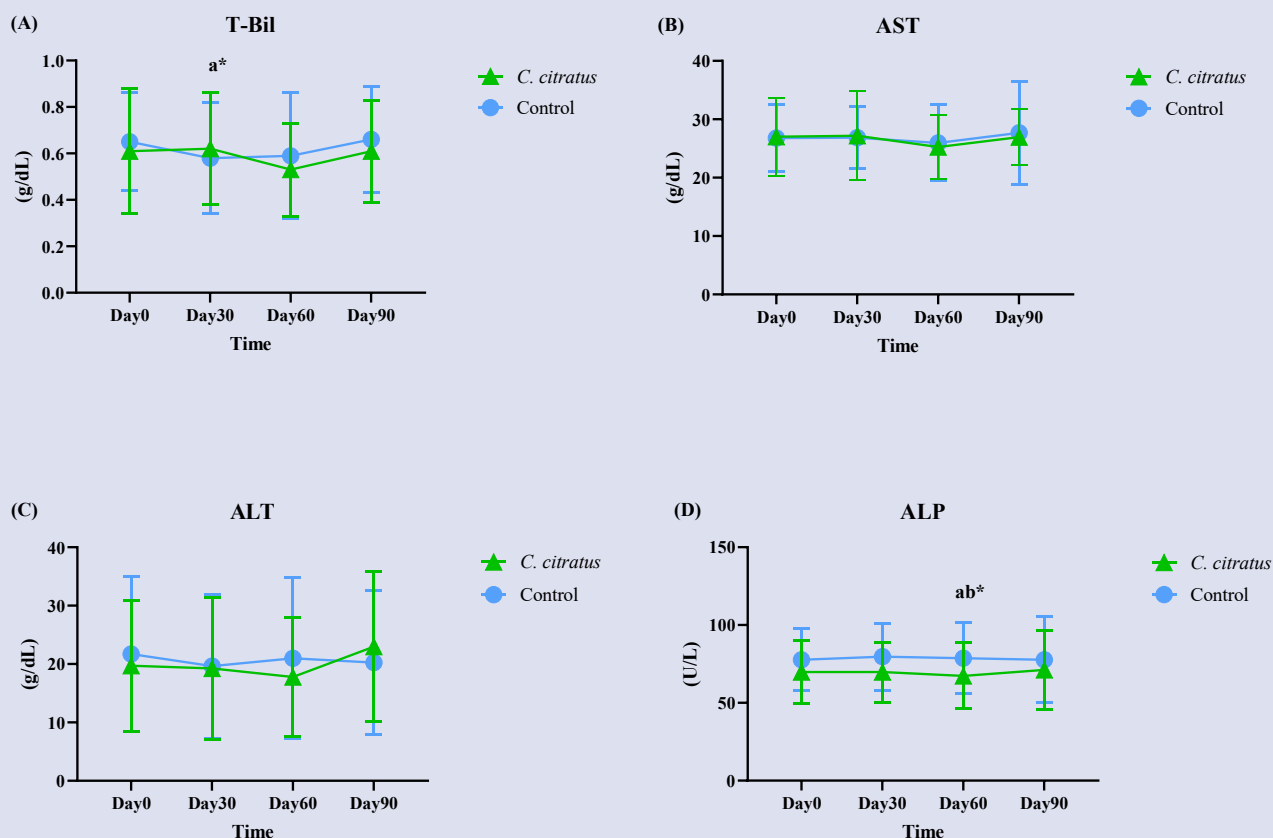 (A)
T-Bil
1.0
0.8
0.6
0.4
0.2
0.0
(g/dL)
a*
Day0 Day30 Day60 Day90
Time
C. citratus
Control
(B)
AST
40
30
20
10
0
(g/dL)
Day0 Day30 Day60 Day90
Time
C. citratus
Control
(C)
ALT
40
30
20
10
0
(g/dL)
Day0 Day30 Day60 Day90
Time
C. citratus
Control
(D)
ALP
150
100
50
0
(U/L)
ab*
Day0 Day30 Day60 Day90
Time
C. citratus
Control